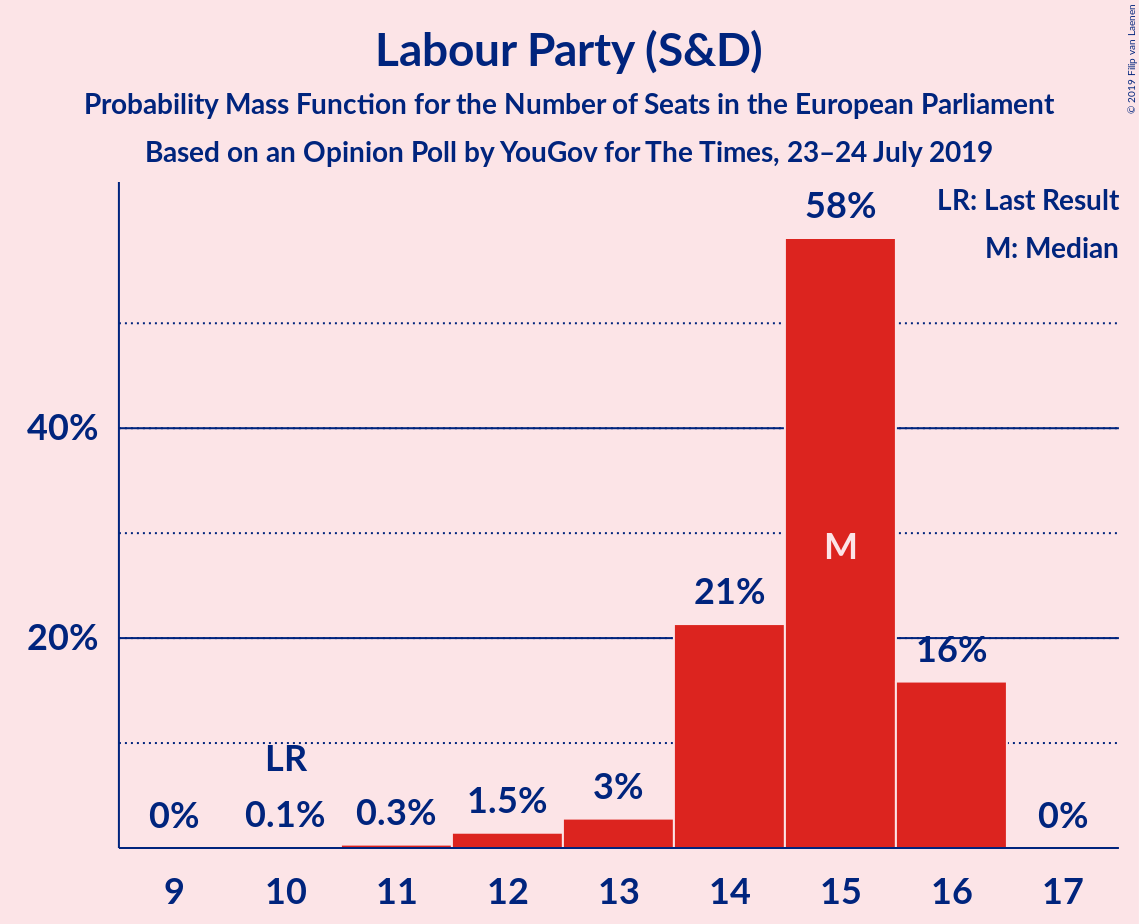 Labour Party (S&D)
Probability Mass Function for the Number of Seats in the European Parliament
Based on an Opinion Poll by YouGov for The Times, 23–24 July 2019
© 2019 Filip van Laenen
LR: Last Result
M: Median
58%
40%
M
21%
20%
16%
LR
0%
0.1%
0.3%
1.5%
3%
0%
9 10 11 12 13 14 15 16 17